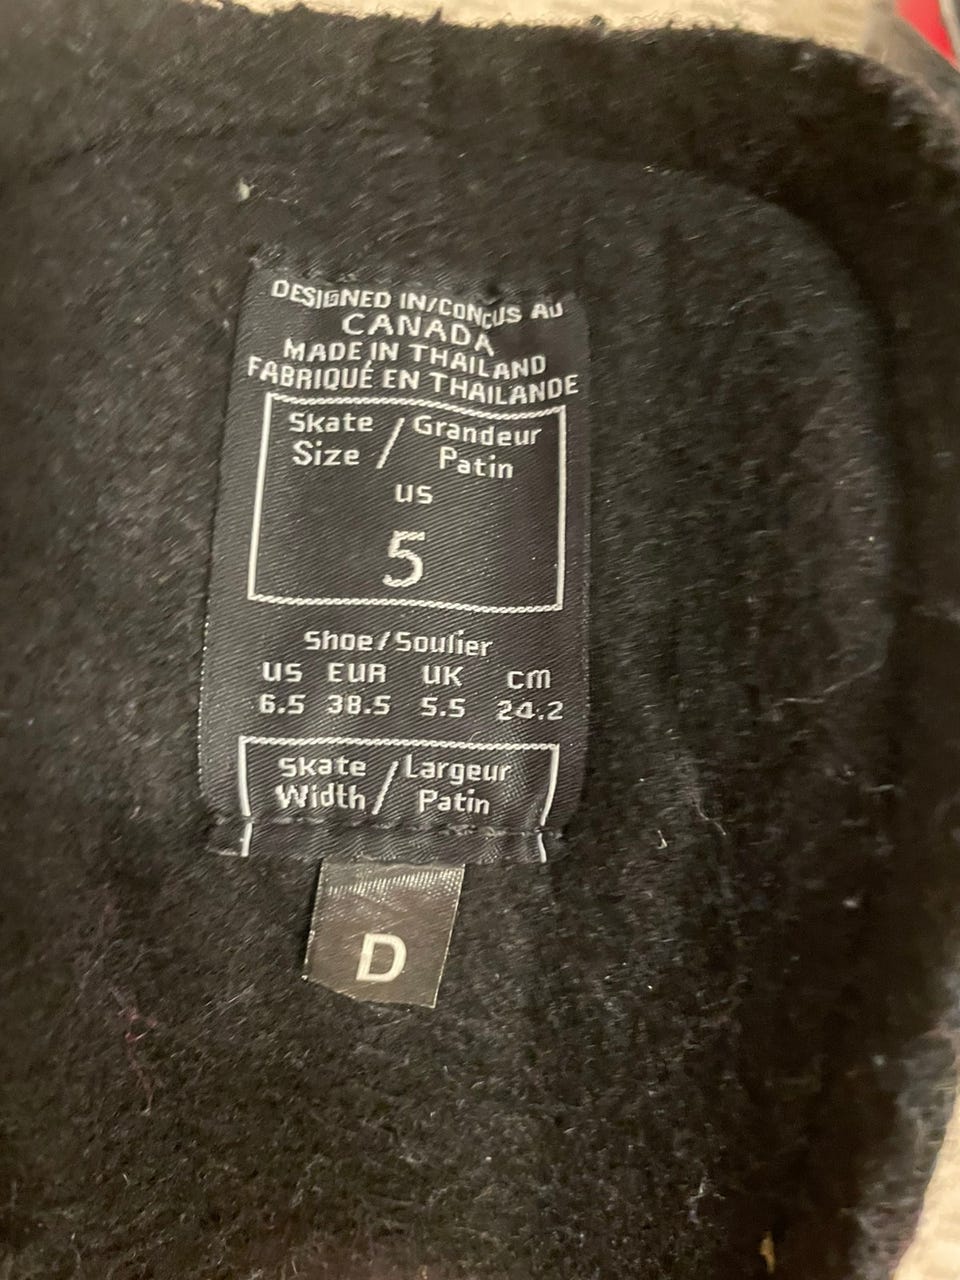 DESIGNED IN/CONÇUS AU
CANADA
MADE IN THAILAND
FABRIQUÉ EN THAILANDE
Skate / Grandeur
Size / Patin
US
5
Shoe/Soulier
US EUR UK cm
6.5 38.5 5.5 24.2
Skate / Largeur
Width / Patin
D